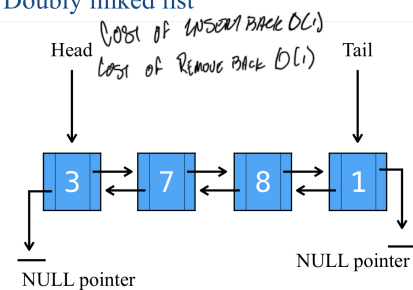 Doubly linked list
COST OF INSERT BACK O(1)
Head
Tail
COST OF REMOVE BACK O(1)
3 7 8 1
NULL pointer
NULL pointer